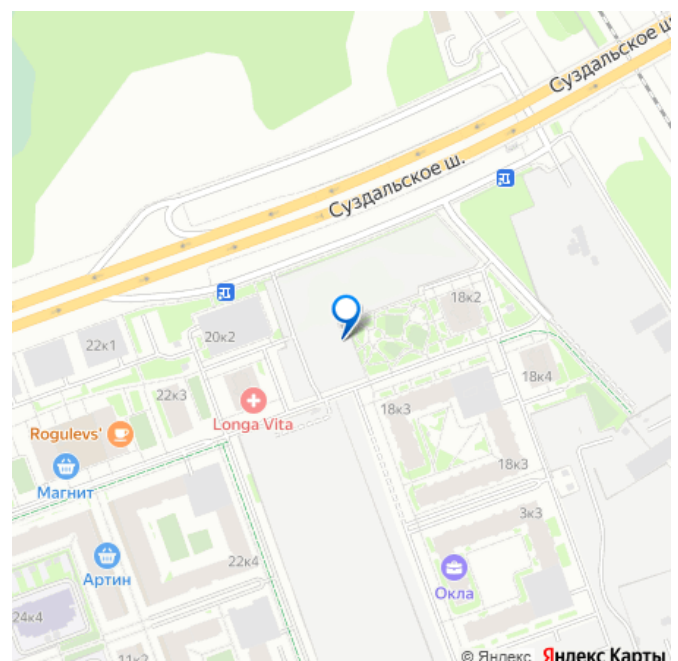 Суздальское ш
Суздальское ш.
18к2
20к2
22к1
18к4
22к3
18к3
Longa Vita
Rogulevs'
18к3
Магнит
3к3
22к4
Артин
Окла
24к4
11к2
© Яндекс Яндекс Карты